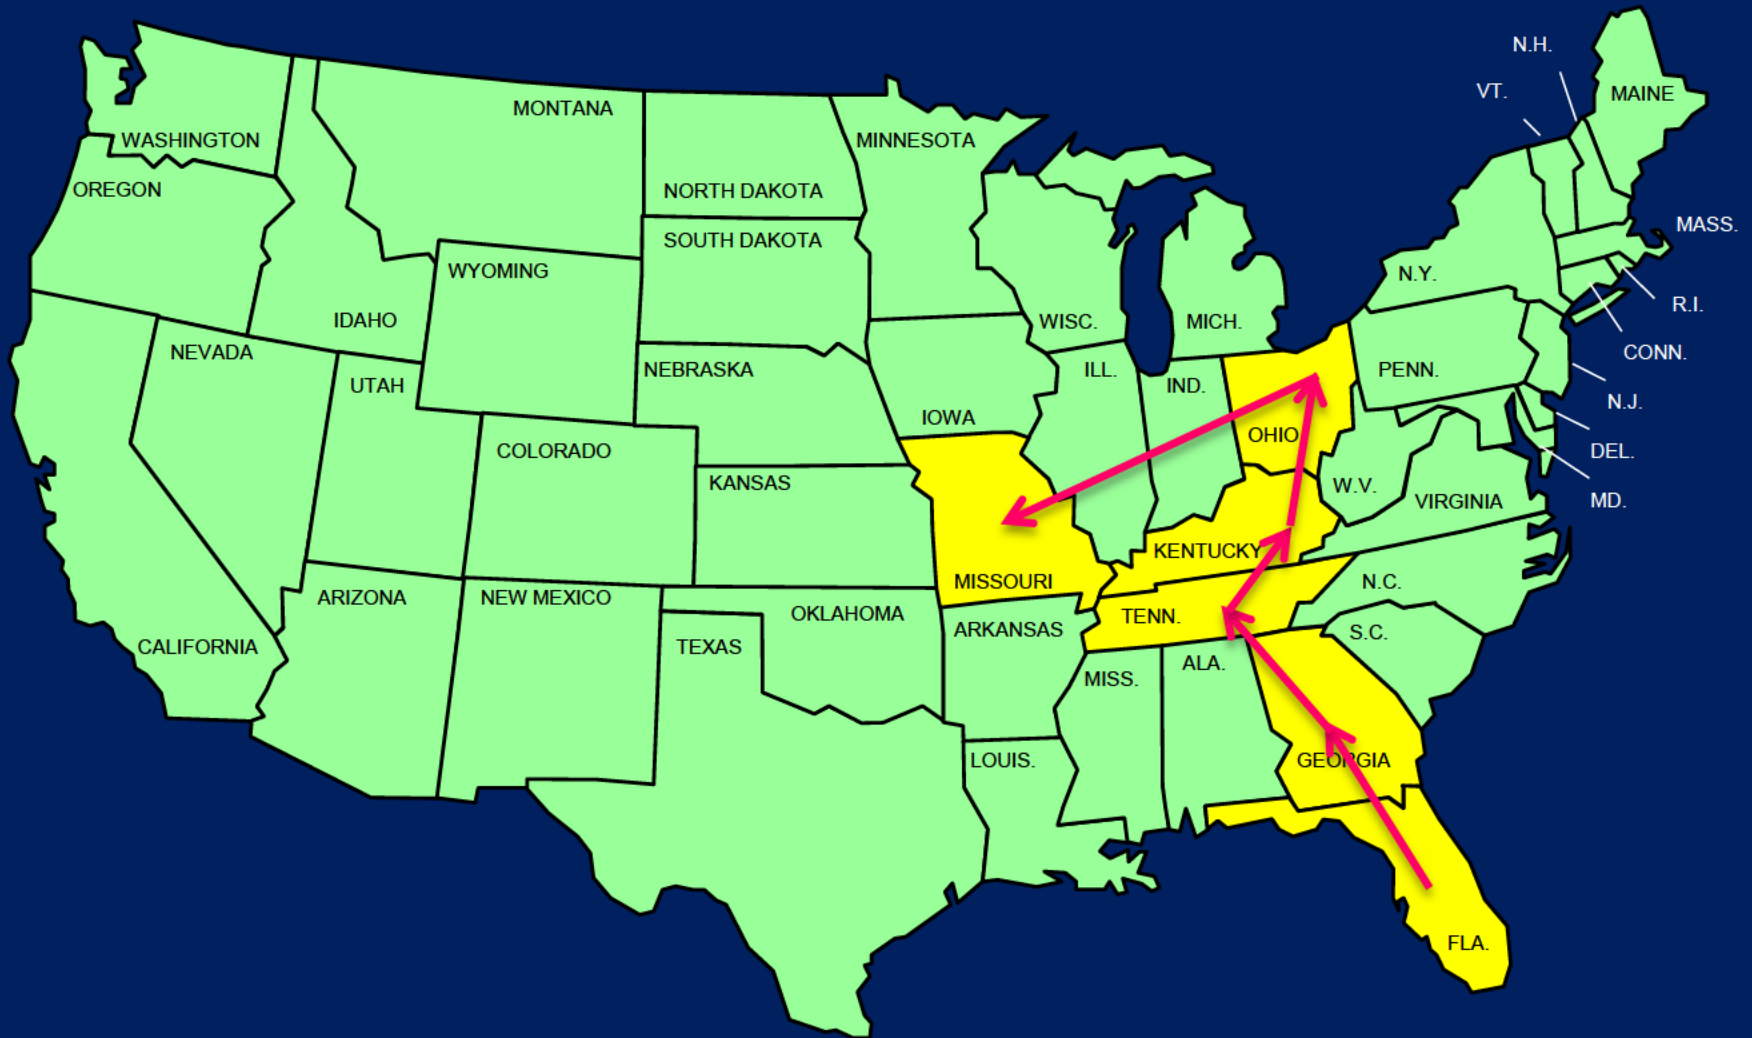 N.H.
VT.
MAINE
MONTANA
WASHINGTON
MINNESOTA
OREGON
NORTH DAKOTA
MASS.
SOUTH DAKOTA
WYOMING
N.Y.
R.I.
IDAHO
WISC.
MICH.
NEVADA
CONN.
UTAH
NEBRASKA
ILL.
IND.
PENN.
N.J.
IOWA
OHIO
COLORADO
DEL.
KANSAS
W.V.
VIRGINIA
MD.
KENTUCKY
MISSOURI
N.C.
ARIZONA
NEW MEXICO
OKLAHOMA
TENN.
ARKANSAS
S.C.
CALIFORNIA
TEXAS
ALA.
MISS.
LOUIS.
GEORGIA
FLA.